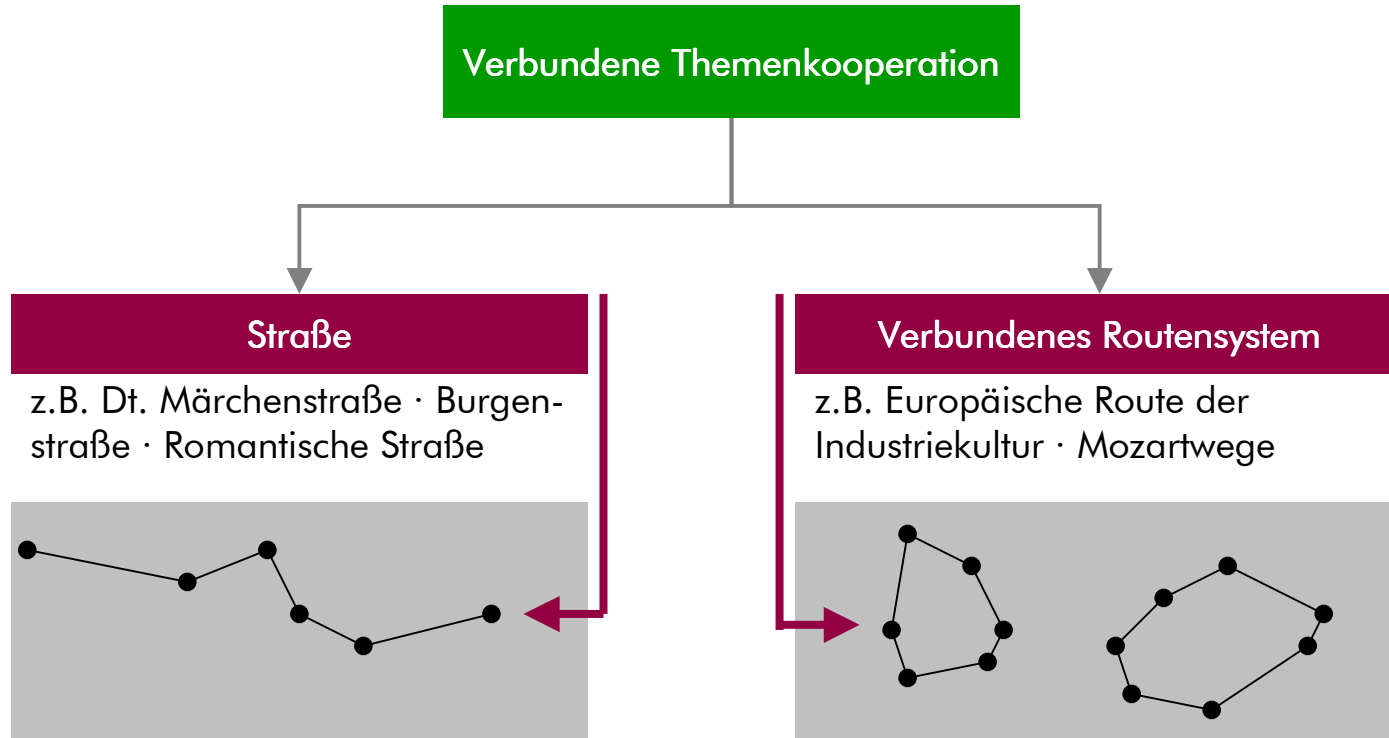 Verbundene Themenkooperation
Straße
z.B. Dt. Märchenstraße · Burgen-
straße · Romantische Straße
Verbundenes Routensystem
z.B. Europäische Route der
Industriekultur · Mozartwege